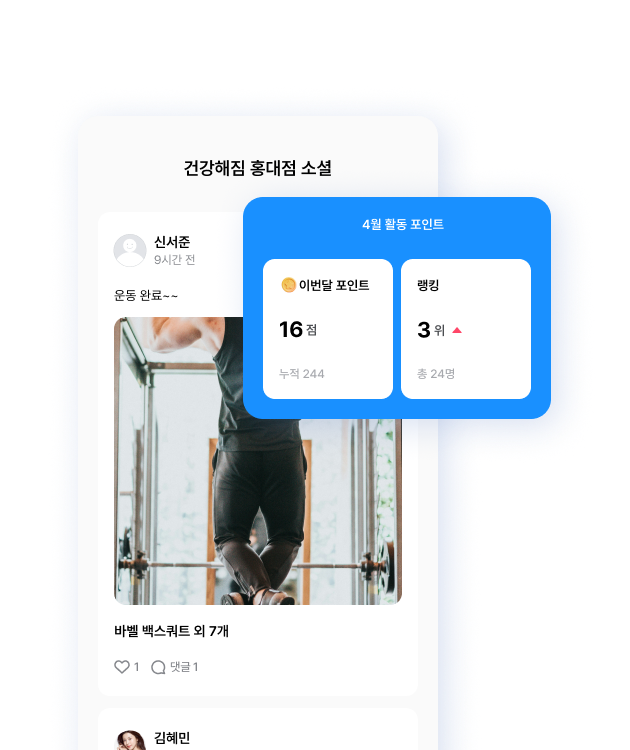 건강해짐 홍대점 소셜
신서준
9시간 전
운동 완료~~
4월 활동 포인트
이번달 포인트
16 점
누적 244
랭킹
3 위
총 24명
바벨 백스쿼트 외 7개
1 댓글 1
김혜민